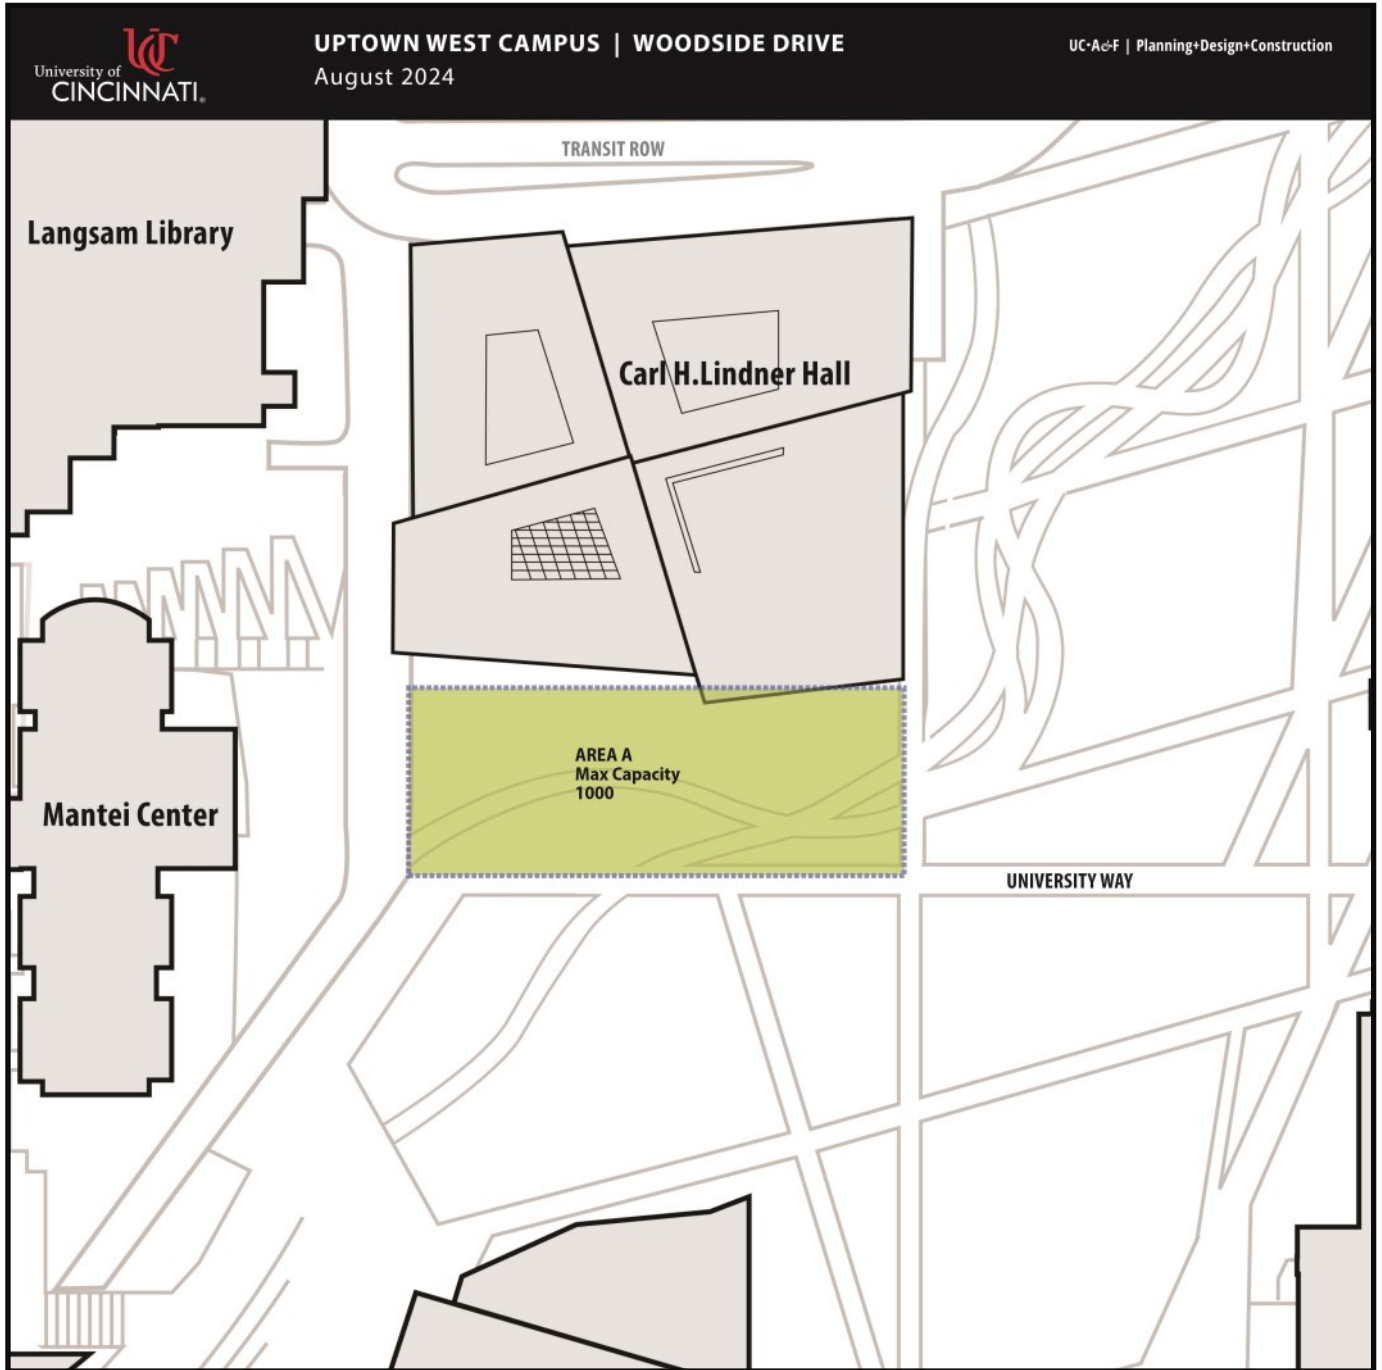 UC
University of
CINCINNATI®
UPTOWN WEST CAMPUS | WOODSIDE DRIVE
August 2024
UC•A&F | Planning+Design+Construction
TRANSIT ROW
Langsam Library
Carl H.Lindner Hall
AREA A
Max Capacity
1000
Mantei Center
UNIVERSITY WAY